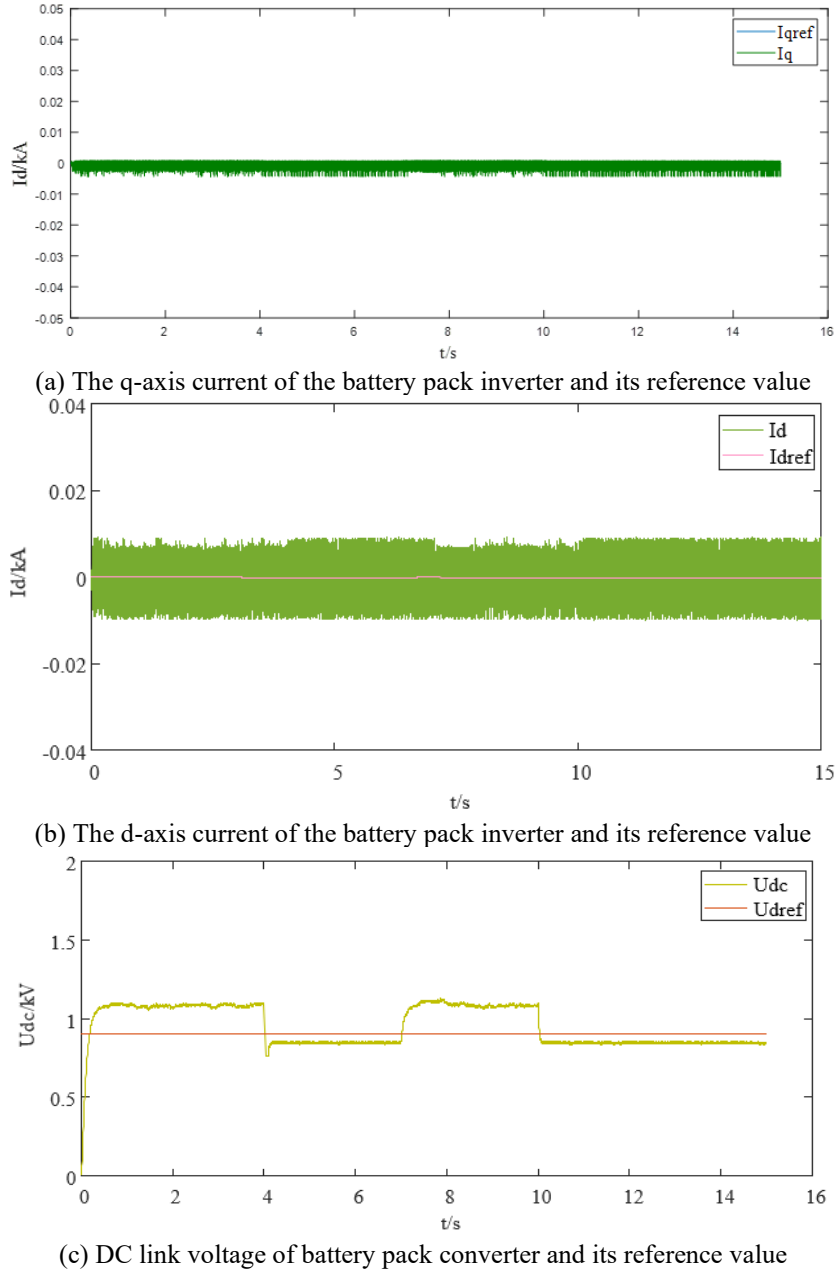 0.05
0.04
0.03
0.02
0.01
0
-0.01
-0.02
-0.03
-0.04
-0.05
Id/kA
Iqref
Iq
0 2 4 6 8 10 12 14 16
t/s
(a) The q-axis current of the battery pack inverter and its reference value
0.04
0.02
0
-0.02
-0.04
Id/kA
Id
Idref
0 5 10 15
t/s
(b) The d-axis current of the battery pack inverter and its reference value
2
1.5
1
0.5
0
Udc/kV
Udc
Udref
0 2 4 6 8 10 12 14 16
t/s
(c) DC link voltage of battery pack converter and its reference value